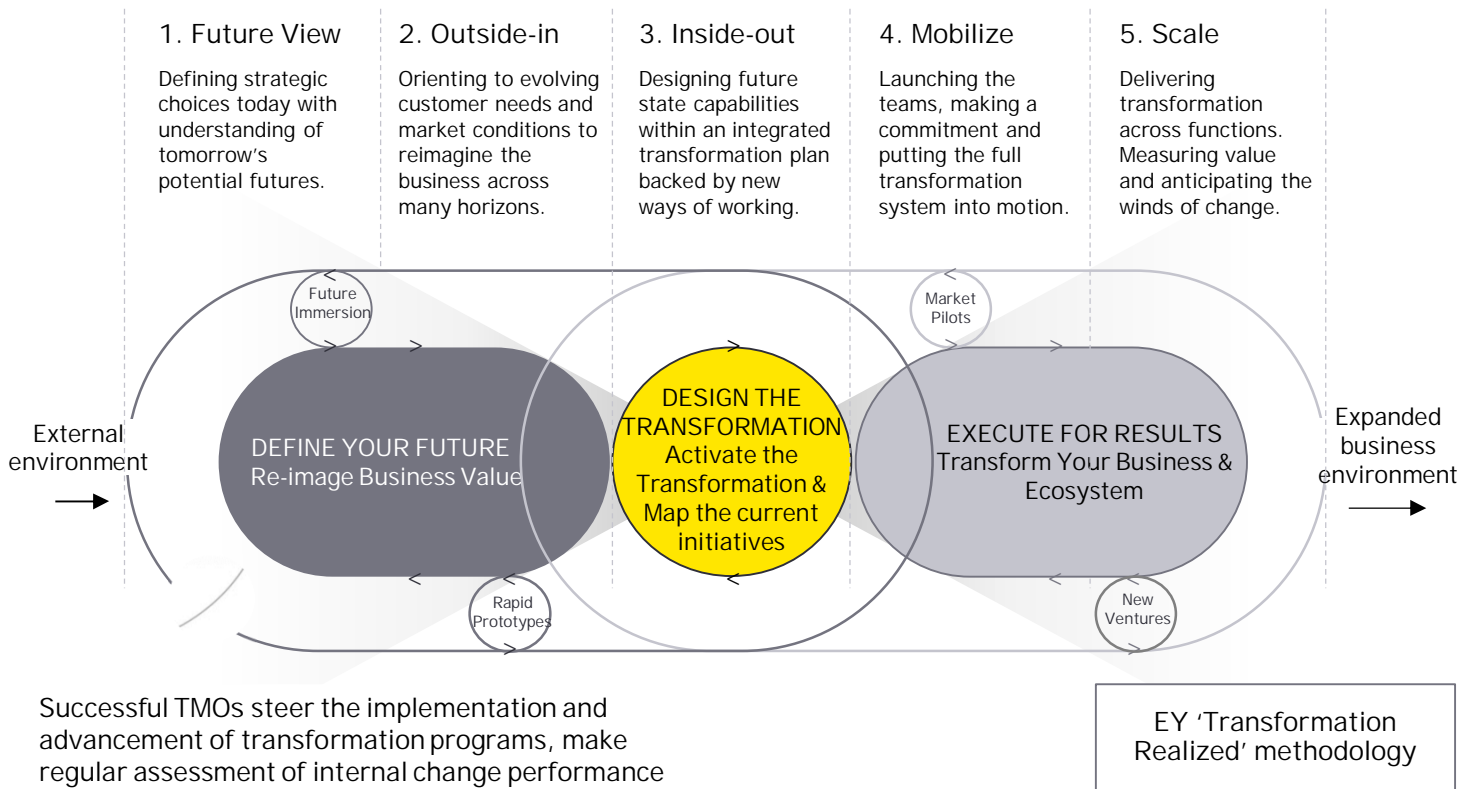 1. Future View
Defining strategic
choices today with
understanding of
tomorrow's
potential futures.
2. Outside-in
Orienting to evolving
customer needs and
market conditions to
reimagine the
business across
many horizons.
3. Inside-out
Designing future
state capabilities
within an integrated
transformation plan
backed by new
ways of working.
4. Mobilize
Launching the
teams, making a
commitment and
putting the full
transformation
system into motion.
5. Scale
Delivering
transformation
across functions.
Measuring value
and anticipating the
winds of change.
Future
Immersion
Market
Pilots
External
environment
DEFINE YOUR FUTURE
Re-image Business Value
DESIGN THE
TRANSFORMATION
Activate the
Transformation &
Map the current
initiatives
EXECUTE FOR RESULTS
Transform Your Business &
Ecosystem
Expanded
business
environment
Rapid
Prototypes
New
Ventures
Successful TMOs steer the implementation and
advancement of transformation programs, make
regular assessment of internal change performance
EY ‘Transformation
Realized’ methodology